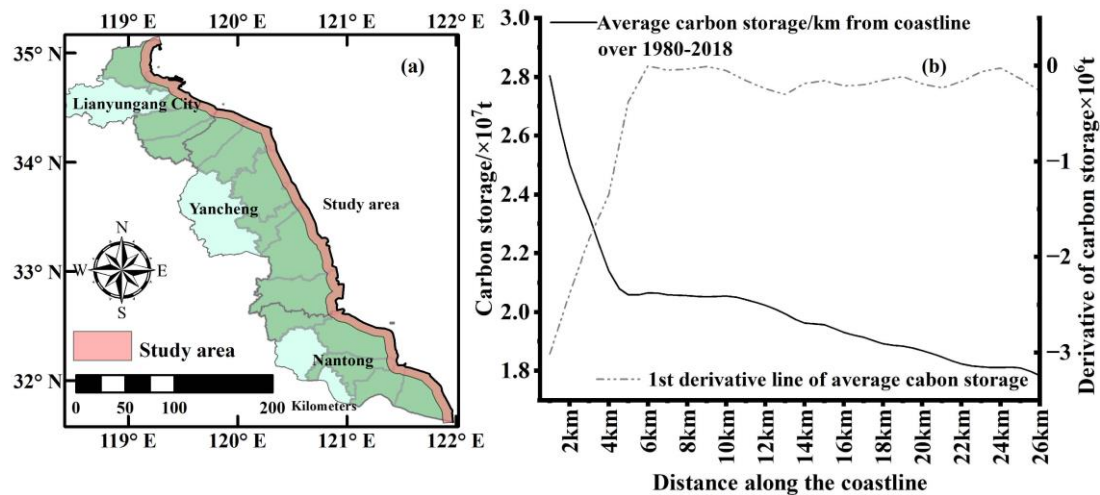 119° E 120° E 121° E 122° E
35° N
34° N
33° N
32° N
(a)
Lianyungang City
Yancheng
Study area
N
W E
S
Nantong
Study area
0 50 100 200
Kilometers
119° E 120° E 121° E 122° E
3.0
2.8
2.6
2.4
2.2
2.0
1.8
Carbon storage/×10⁷t
Average carbon storage/km from coastline
over 1980-2018
(b)
1st derivative line of average cabon storage
0
−1
−2
−3
Derivative of carbon storage×10⁶t
2km 4km 6km 8km 10km 12km 14km 16km 18km 20km 22km 24km 26km
Distance along the coastline